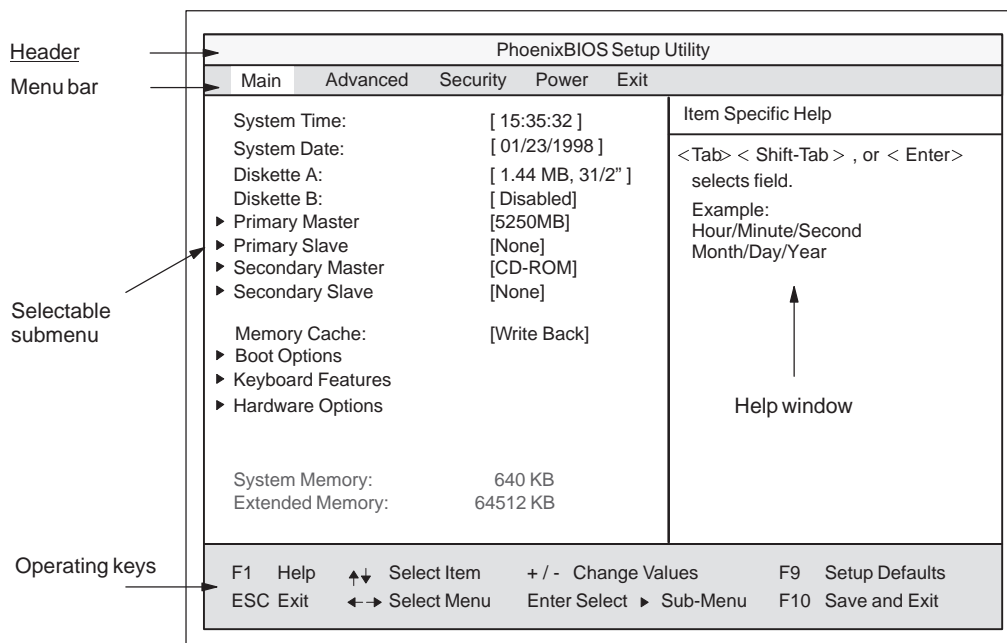 Header
PhoenixBIOS Setup Utility
Menu bar
Main Advanced Security Power Exit
System Time: [ 15:35:32 ]
System Date: [ 01/23/1998 ]
Diskette A: [ 1.44 MB, 31/2” ]
Diskette B: [ Disabled]
▶ Primary Master [5250MB]
▶ Primary Slave [None]
▶ Secondary Master [CD-ROM]
▶ Secondary Slave [None]
Memory Cache: [Write Back]
▶ Boot Options
▶ Keyboard Features
▶ Hardware Options
System Memory: 640 KB
Extended Memory: 64512 KB
Item Specific Help
<Tab> < Shift-Tab > , or < Enter>
selects field.
Example:
Hour/Minute/Second
Month/Day/Year
Help window
Selectable
submenu
Operating keys
F1 Help ▲▼ Select Item + / - Change Values F9 Setup Defaults
ESC Exit ◄► Select Menu Enter Select ▶ Sub-Menu F10 Save and Exit